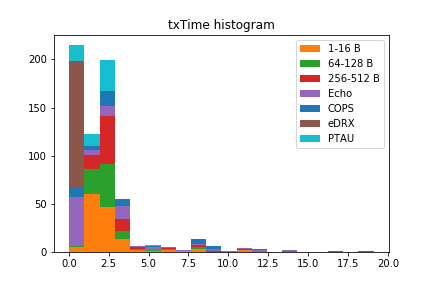 txTime histogram
200
150
100
50
0
0.0 2.5 5.0 7.5 10.0 12.5 15.0 17.5 20.0
1-16 B
64-128 B
256-512 B
Echo
COPS
eDRX
PTAU